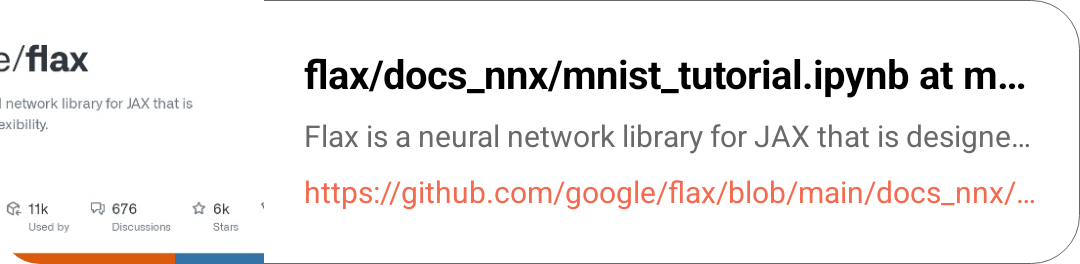 e/flax
l network library for JAX that is
exibility.
11k
Used by
676
Discussions
6k
Stars
flax/docs_nnx/mnist_tutorial.ipynb at m...
Flax is a neural network library for JAX that is designe...
https://github.com/google/flax/blob/main/docs_nnx/...